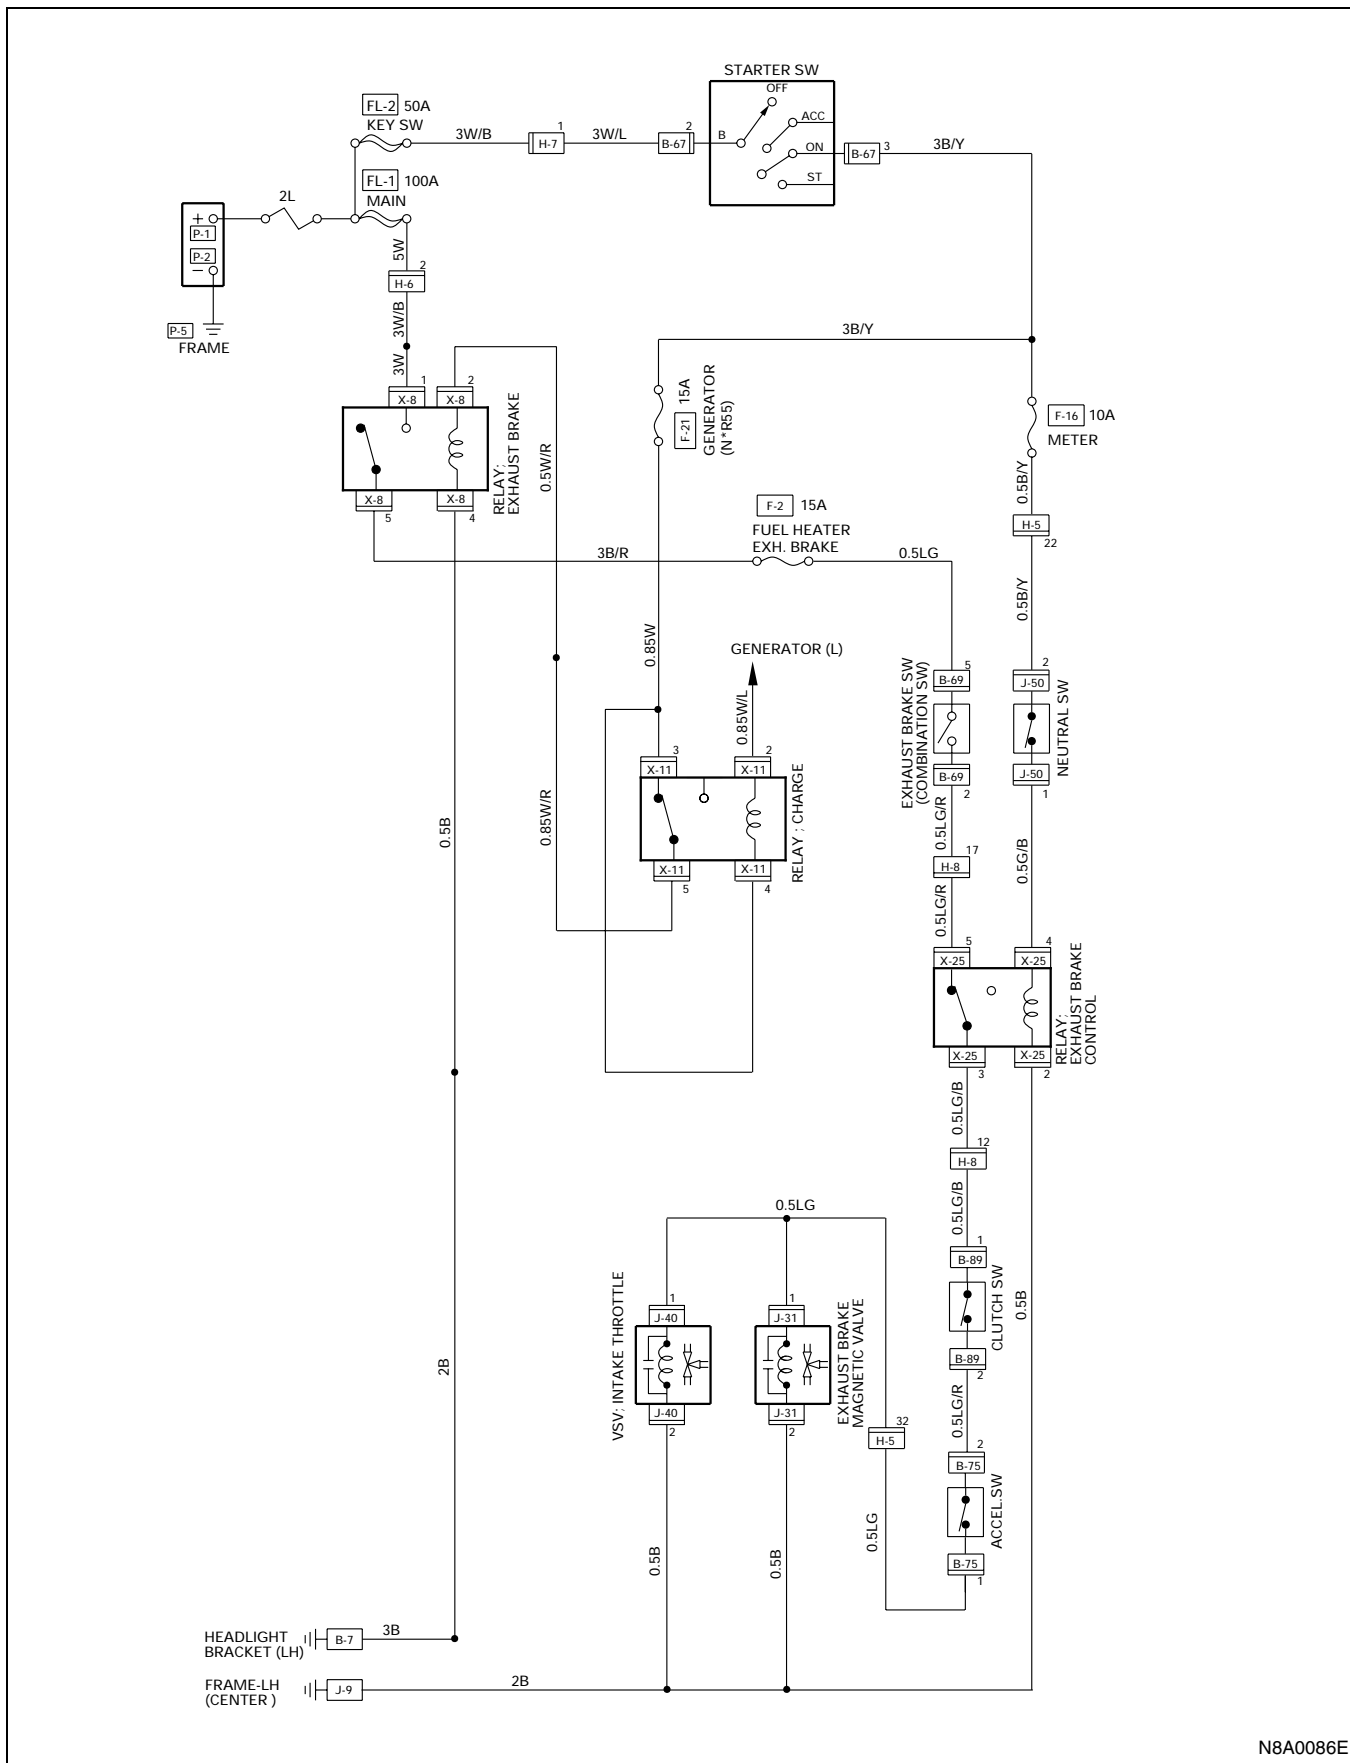 STARTER SW
OFF
ACC
B
ON
ST
FL-2 50A
KEY SW
3W/B
1
H-7
3W/L
2
B-67
B-67
3
3B/Y
FL-1 100A
MAIN
2L
+
P-1
P-2
−
P-5
FRAME
5W
2
H-6
3W/B
3W
3B/Y
1
X-8
2
X-8
X-8
5
X-8
4
RELAY;
EXHAUST BRAKE
0.5W/R
F-21 15A
GENERATOR
(N*R55)
F-16 10A
METER
0.5B/Y
H-5
22
0.5B/Y
F-2 15A
FUEL HEATER
EXH. BRAKE
3B/R
0.5LG
0.85W
GENERATOR (L)
0.85W/L
3
X-11
2
X-11
X-11
5
X-11
4
RELAY ; CHARGE
0.85W/R
0.5B
EXHAUST BRAKE SW
(COMBINATION SW)
5
B-69
B-69
2
2
J-50
J-50
1
NEUTRAL SW
0.5LG/R
17
H-8
0.5LG/R
0.5G/B
5
X-25
4
X-25
X-25
3
X-25
2
RELAY;
EXHAUST BRAKE
CONTROL
0.5LG/B
12
H-8
0.5LG/B
1
B-89
CLUTCH SW
B-89
2
0.5B
0.5LG/R
2
B-75
ACCEL.SW
B-75
1
0.5LG
VSV; INTAKE THROTTLE
1
J-40
J-40
2
1
J-31
J-31
2
EXHAUST BRAKE
MAGNETIC VALVE
32
H-5
0.5LG
2B
0.5B
0.5B
HEADLIGHT
BRACKET (LH)
B-7
3B
FRAME-LH
(CENTER )
J-9
2B
N8A0086E